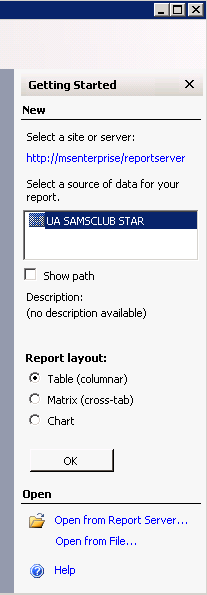 Getting Started
New
Select a site or server:
http://msenterprise/reportserver
Select a source of data for your
report.
UA SAMSCLUB STAR
Show path
Description:
(no description available)
Report layout:
Table (columnar)
Matrix (cross-tab)
Chart
OK
Open
Open from Report Server...
Open from File...
Help